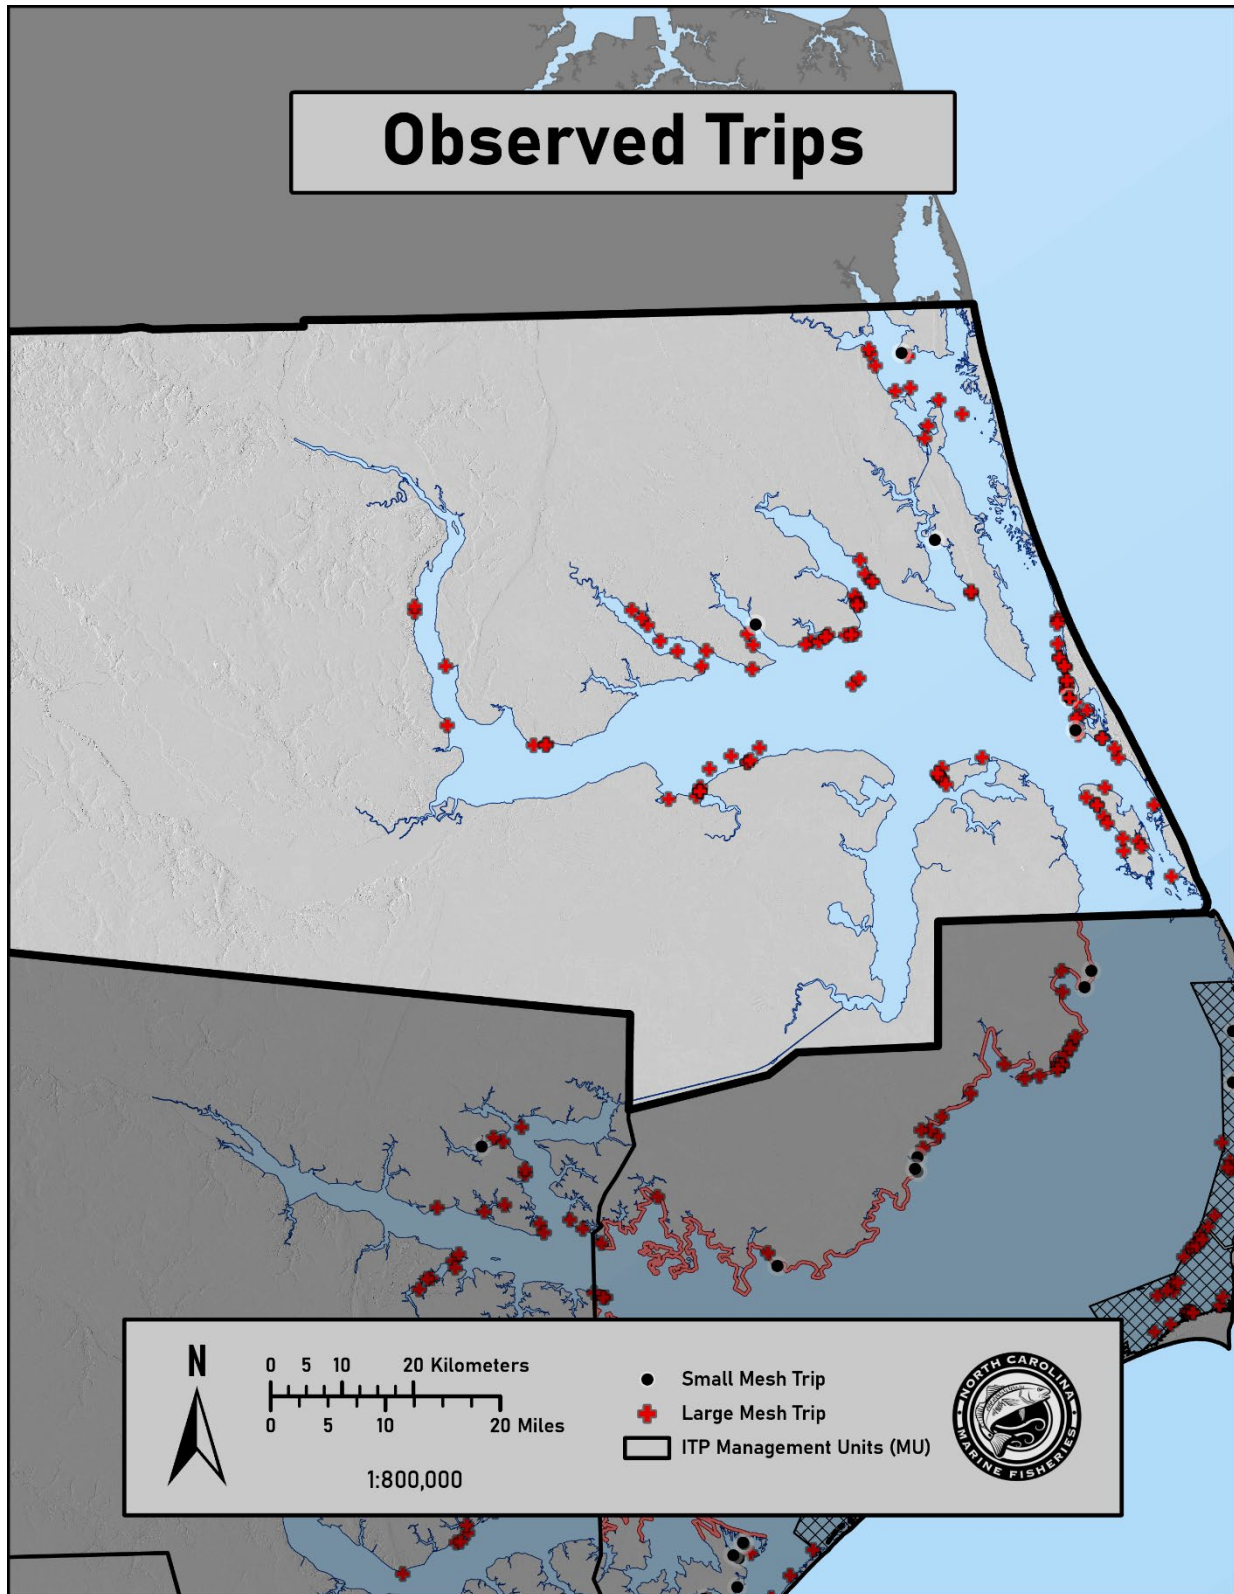 Observed Trips
N
0 5 10 20 Kilometers
0 5 10 20 Miles
1:800,000
Small Mesh Trip
Large Mesh Trip
ITP Management Units (MU)
NORTH CAROLINA
MARINE FISHERIES